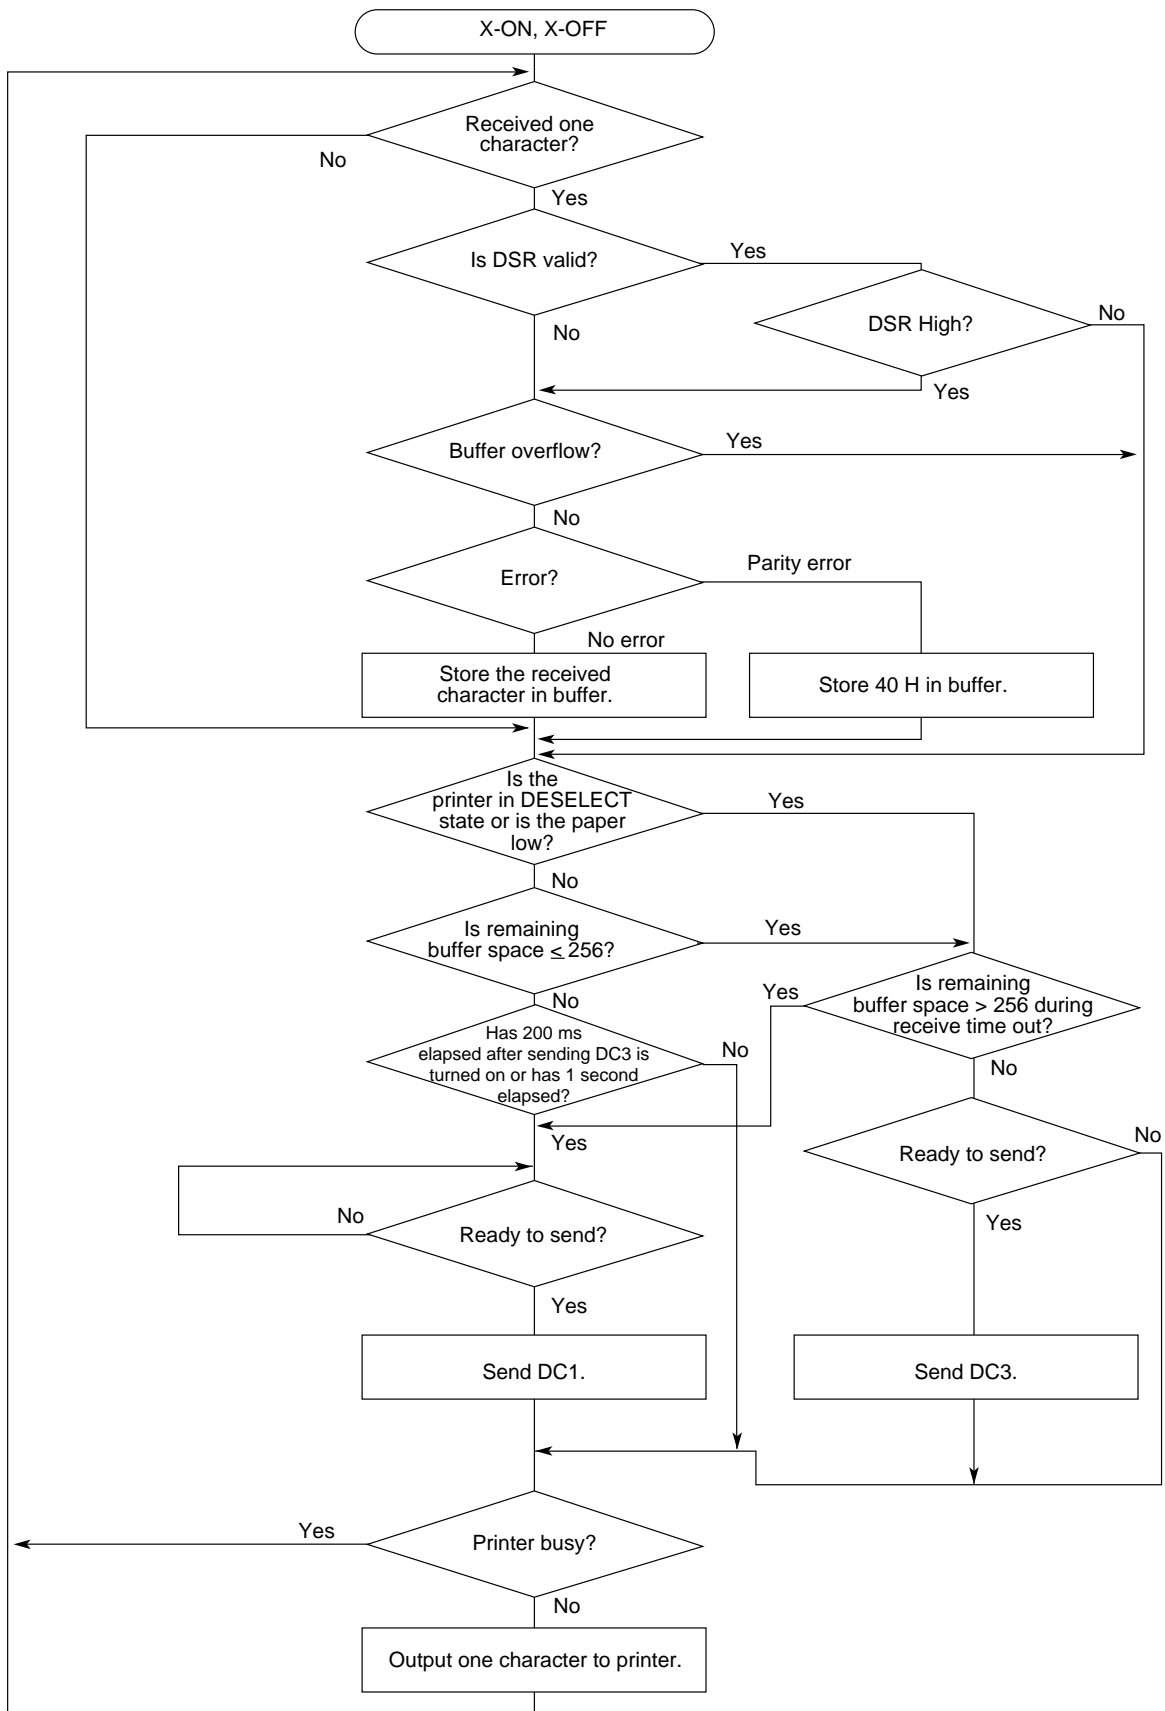 X-ON, X-OFF
Received one
character?
No
Yes
Is DSR valid?
Yes
No
DSR High?
No
Yes
Buffer overflow?
Yes
No
Error?
Parity error
No error
Store the received
character in buffer.
Store 40 H in buffer.
Is the
printer in DESELECT
state or is the paper
low?
Yes
No
Is remaining
buffer space ≤ 256?
Yes
No
Is remaining
buffer space > 256 during
receive time out?
Yes
No
Has 200 ms
elapsed after sending DC3 is
turned on or has 1 second
elapsed?
No
Yes
Ready to send?
No
Yes
Ready to send?
No
Yes
Send DC1.
Send DC3.
Printer busy?
Yes
No
Output one character to printer.